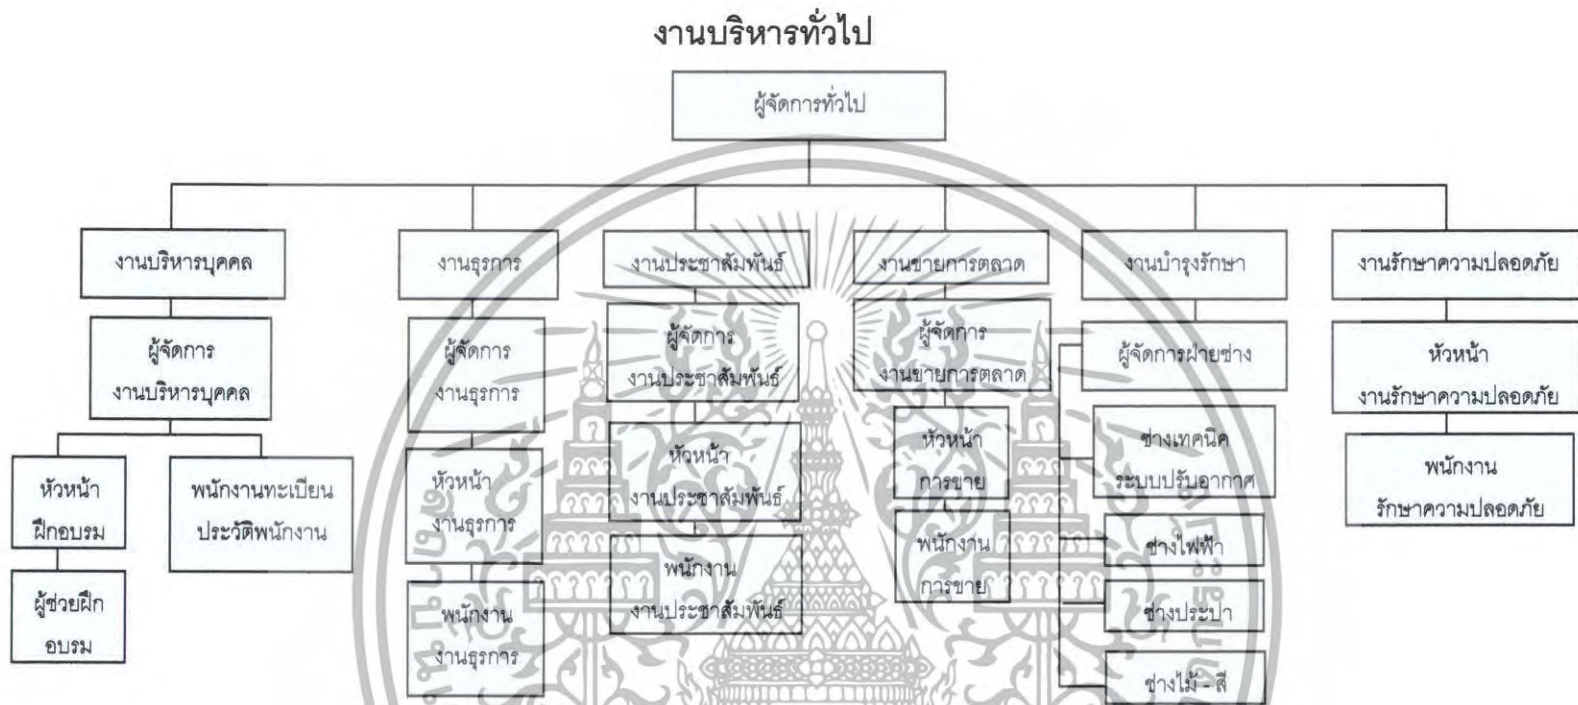 งานบริหารทั่วไป
ผู้จัดการทั่วไป
งานบริหารบุคคล
ผู้จัดการ
งานบริหารบุคคล
หัวหน้า
ฝึกอบรม
ผู้ช่วยฝึก
อบรม
พนักงานทะเบียน
ประวัติพนักงาน
งานธุรการ
ผู้จัดการ
งานธุรการ
หัวหน้า
งานธุรการ
พนักงาน
งานธุรการ
งานประชาสัมพันธ์
ผู้จัดการ
งานประชาสัมพันธ์
หัวหน้า
งานประชาสัมพันธ์
พนักงาน
งานประชาสัมพันธ์
งานขายการตลาด
ผู้จัดการ
งานขายการตลาด
หัวหน้า
การขาย
พนักงาน
การขาย
งานบำรุงรักษา
ผู้จัดการฝ่ายช่าง
ช่างเทคนิค
ระบบปรับอากาศ
ช่างไฟฟ้า
ช่างประปา
ช่างไม้ - สี
งานรักษาความปลอดภัย
หัวหน้า
งานรักษาความปลอดภัย
พนักงาน
รักษาความปลอดภัย